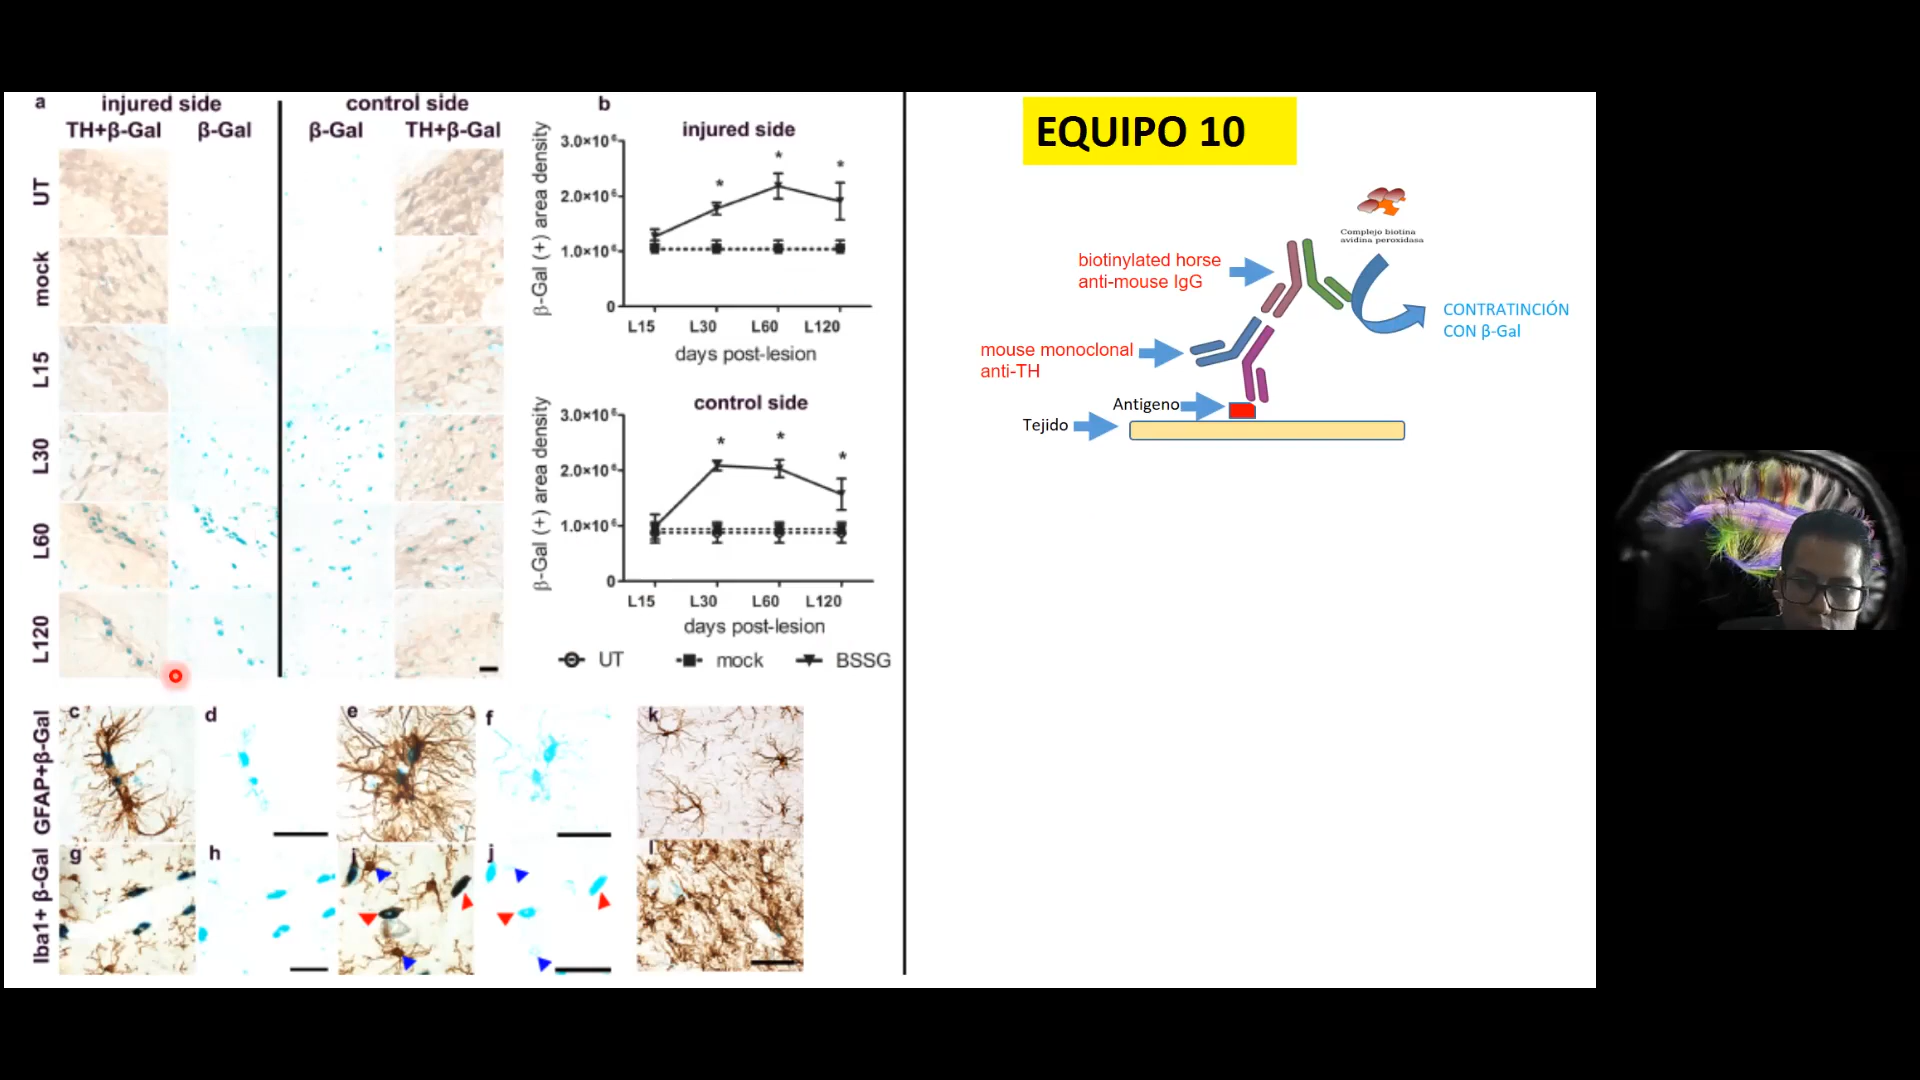 a
injured side
control side
TH+β-Gal
β-Gal
β-Gal
TH+β-Gal
UT
mock
L15
L30
L60
L120
b
injured side
β-Gal (+) area density
3.0×10⁶
2.0×10⁶
1.0×10⁶
0
L15 L30 L60 L120
days post-lesion
* * *
control side
β-Gal (+) area density
3.0×10⁶
2.0×10⁶
1.0×10⁶
0
L15 L30 L60 L120
days post-lesion
* * *
UT mock BSSG
GFAP+β-Gal
c d e f k
Iba1+ β-Gal
g h i j l
EQUIPO 10
Complejo biotina
avidina peroxidasa
biotinylated horse
anti-mouse IgG
CONTRATINCIÓN
CON β-Gal
mouse monoclonal
anti-TH
Antigeno
Tejido